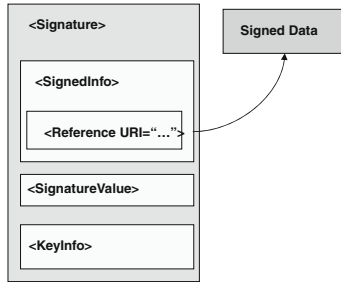 <Signature>
Signed Data
<SignedInfo>
<Reference URI=“...”>
<SignatureValue>
<KeyInfo>